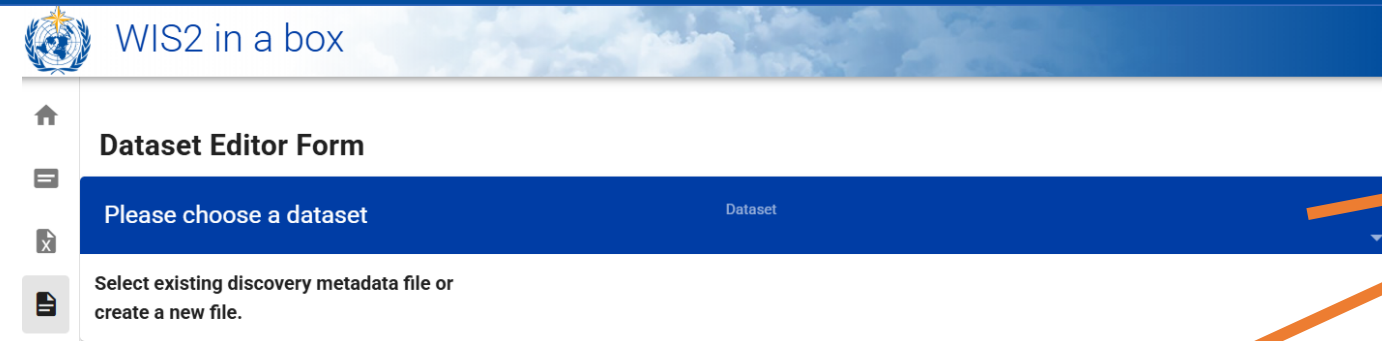 WIS2 in a box
Dataset Editor Form
Please choose a dataset
Dataset
Select existing discovery metadata file or
create a new file.